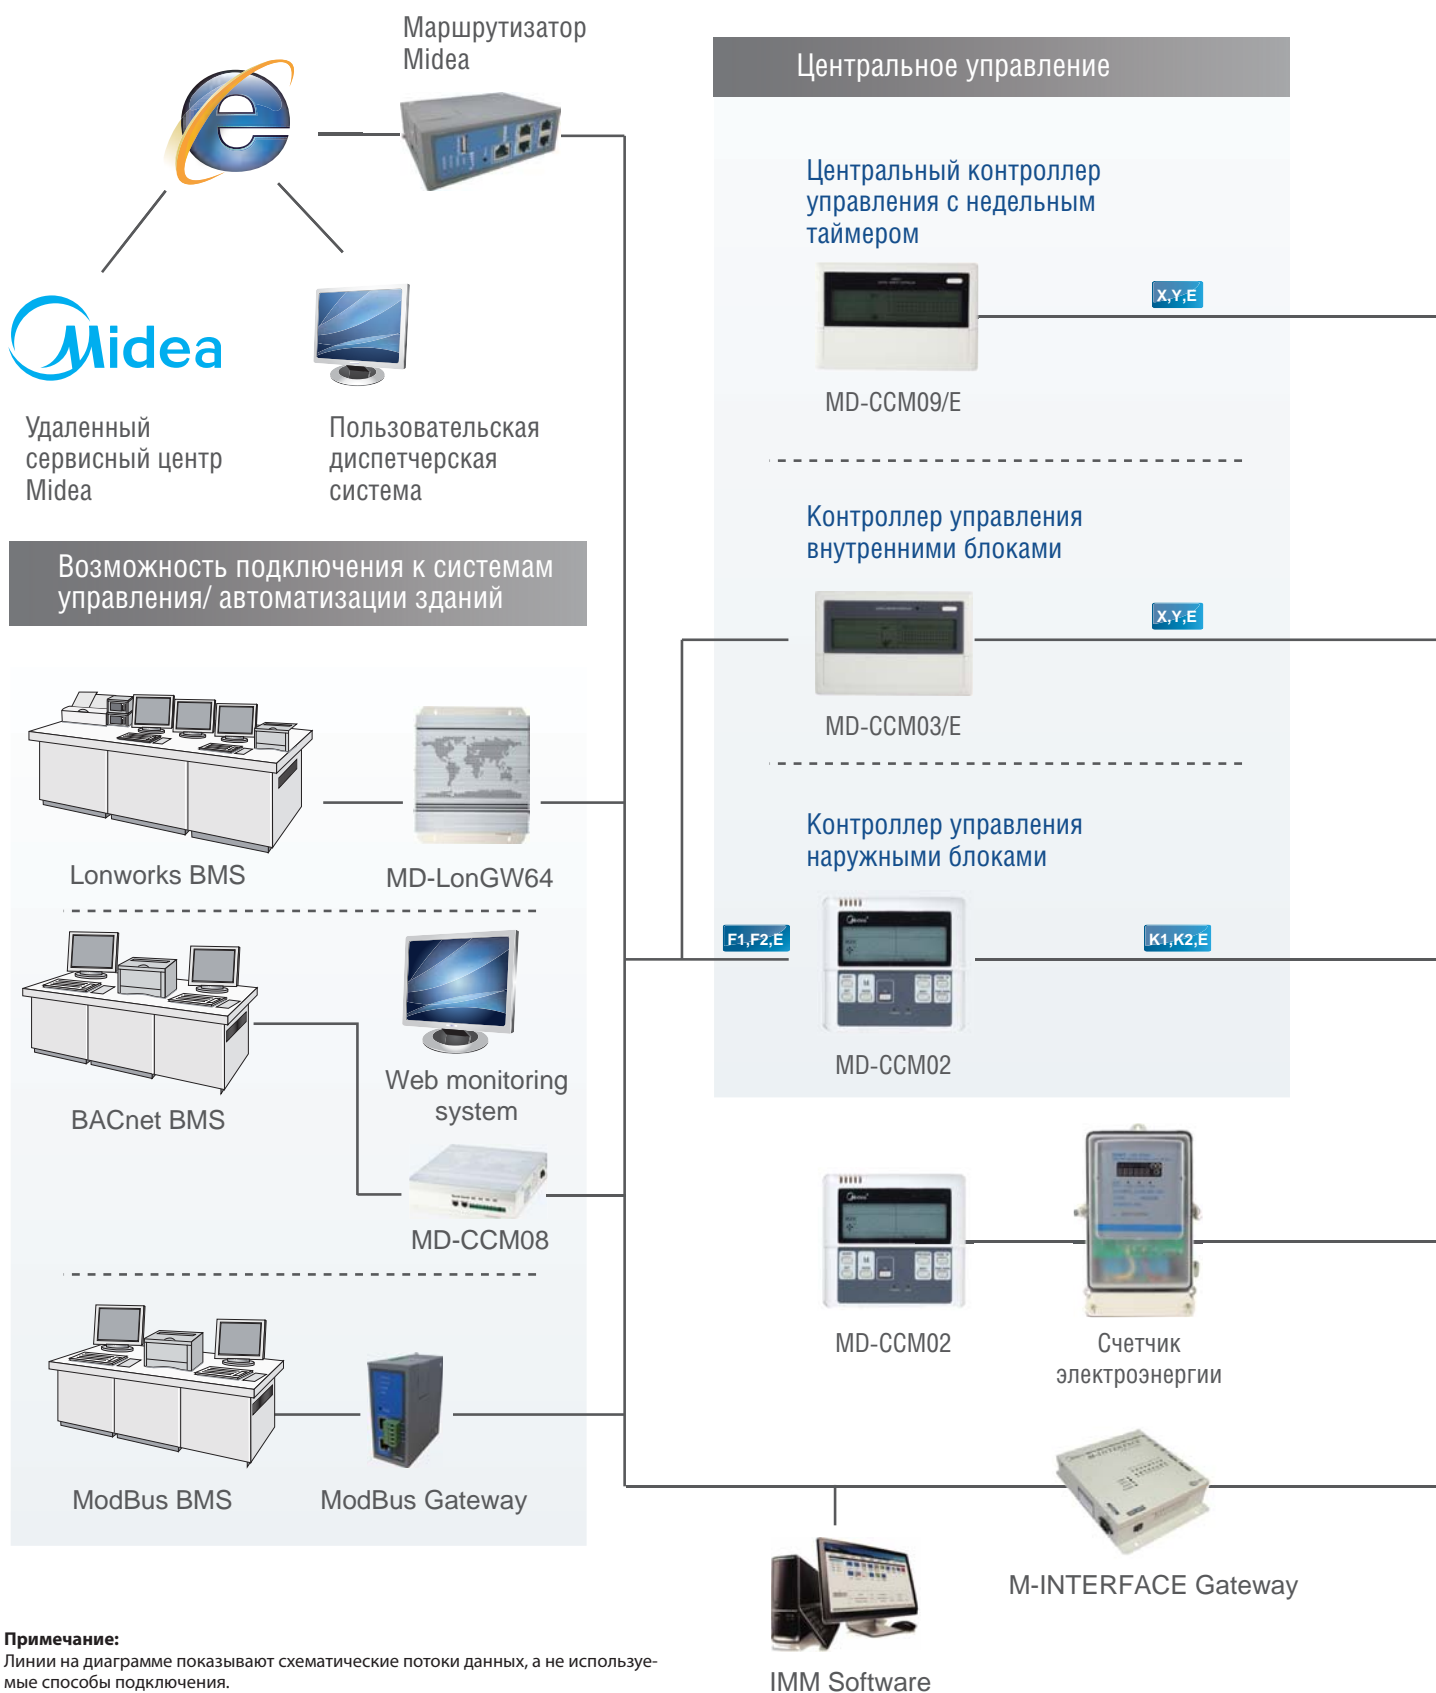 Маршрутизатор
Midea
Midea
Удаленный
сервисный центр
Midea
Пользовательская
диспетчерская
система
Возможность подключения к системам
управления/ автоматизации зданий
Lonworks BMS
MD-LonGW64
BACnet BMS
Web monitoring
system
MD-CCM08
ModBus BMS
ModBus Gateway
Центральное управление
Центральный контроллер
управления с недельным
таймером
X,Y,E
MD-CCM09/E
Контроллер управления
внутренними блоками
X,Y,E
MD-CCM03/E
Контроллер управления
наружными блоками
F1,F2,E
K1,K2,E
MD-CCM02
MD-CCM02
Счетчик
электроэнергии
M-INTERFACE
M-INTERFACE Gateway
IMM Software
Примечание:
Линии на диаграмме показывают схематические потоки данных, а не используе-
мые способы подключения.